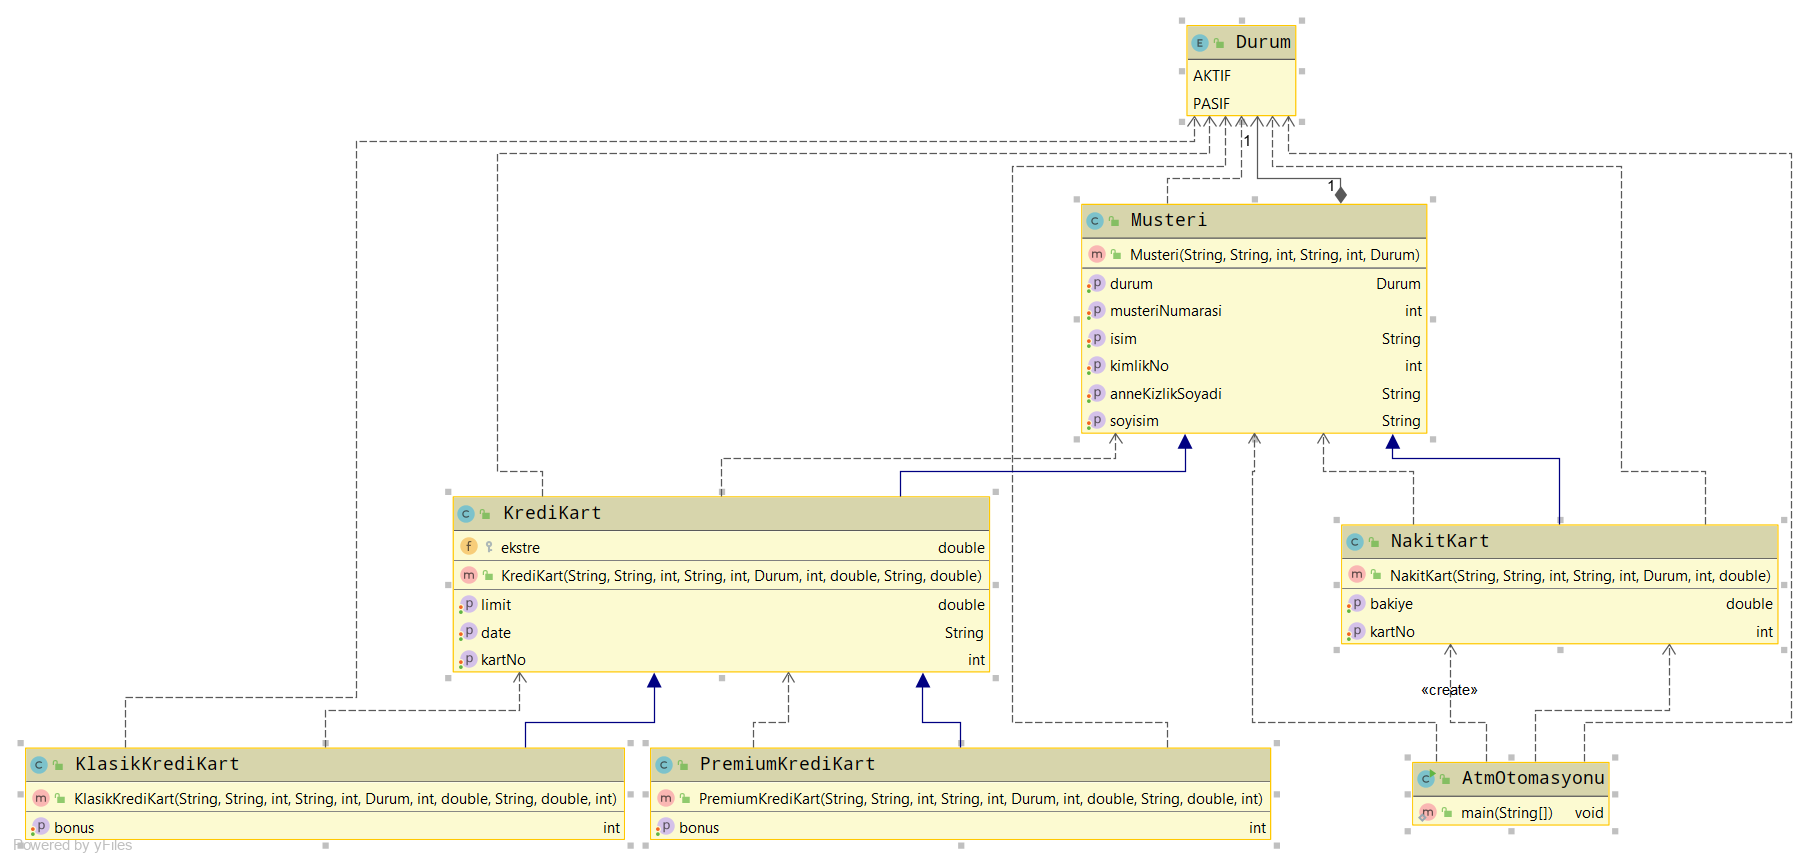 Durum
AKTIF
PASIF
1
1
Musteri
Musteri(String, String, int, String, int, Durum)
durum Durum
musteriNumarasi int
isim String
kimlikNo int
anneKizlikSoyadi String
soyisim String
KrediKart
ekstre double
KrediKart(String, String, int, String, int, Durum, int, double, String, double)
limit double
date String
kartNo int
NakitKart
NakitKart(String, String, int, String, int, Durum, int, double)
bakiye double
kartNo int
«create»
KlasikKrediKart
KlasikKrediKart(String, String, int, String, int, Durum, int, double, String, double, int)
bonus int
PremiumKrediKart
PremiumKrediKart(String, String, int, String, int, Durum, int, double, String, double, int)
bonus int
AtmOtomasyonu
main(String[]) void
Powered by yFiles